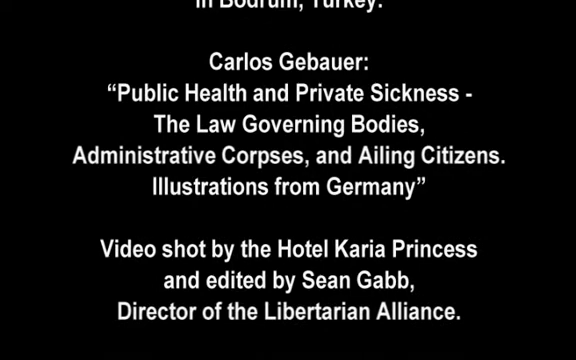 in Bodrum, Turkey.
Carlos Gebauer:
“Public Health and Private Sickness -
The Law Governing Bodies,
Administrative Corpses, and Ailing Citizens.
Illustrations from Germany”
Video shot by the Hotel Karia Princess
and edited by Sean Gabb,
Director of the Libertarian Alliance.